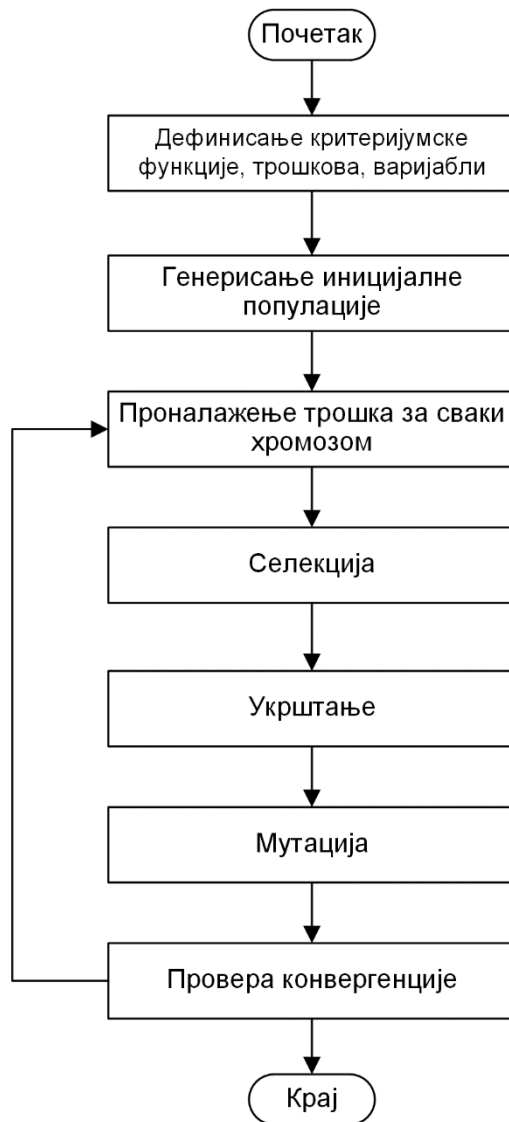 Почетак
Дефинисање критеријумске
функције, трошкова, варијабли
Генерисање иницијалне
популације
Проналажење трошка за сваки
хромозом
Селекција
Укрштање
Мутација
Провера конвергенције
Крај